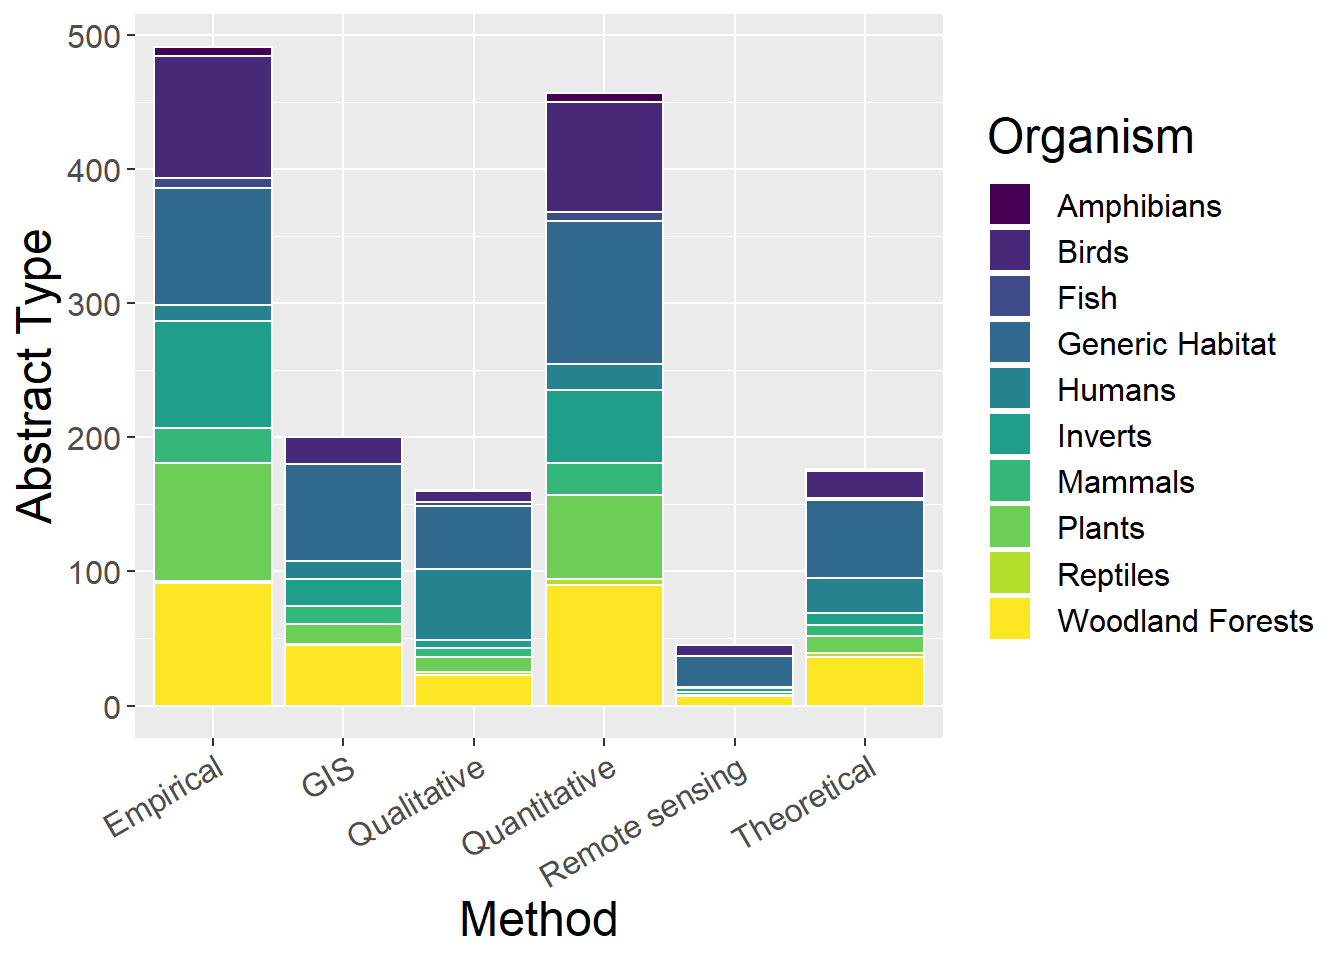 500
400
300
200
100
0
Abstract Type
Empirical
GIS
Qualitative
Quantitative
Remote sensing
Theoretical
Method
Organism
Amphibians
Birds
Fish
Generic Habitat
Humans
Inverts
Mammals
Plants
Reptiles
Woodland Forests